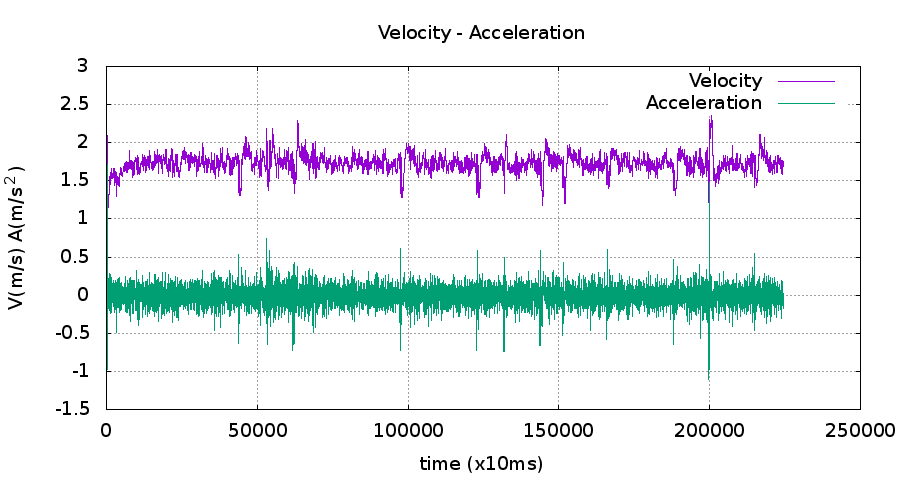 Velocity - Acceleration
Velocity
Acceleration
3
2.5
2
1.5
1
0.5
0
-0.5
-1
-1.5
V(m/s) A(m/s²)
0 50000 100000 150000 200000 250000
time (x10ms)